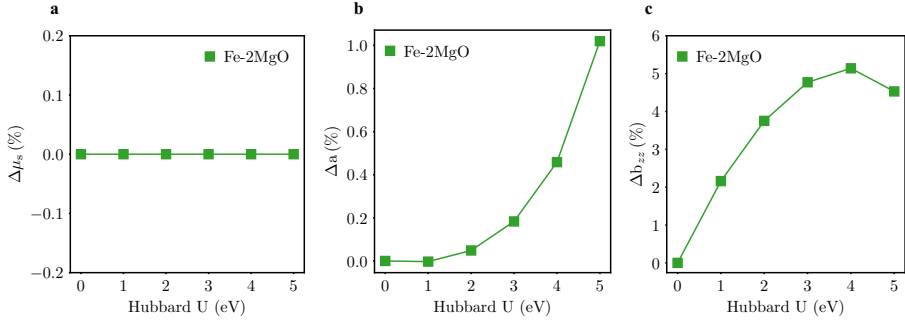 a
0.2
0.1
0.0
−0.1
−0.2
Δμs (%)
Fe-2MgO
0 1 2 3 4 5
Hubbard U (eV)
b
1.0
0.8
0.6
0.4
0.2
0.0
Δa (%)
Fe-2MgO
0 1 2 3 4 5
Hubbard U (eV)
c
6
5
4
3
2
1
0
Δbzz (%)
Fe-2MgO
0 1 2 3 4 5
Hubbard U (eV)